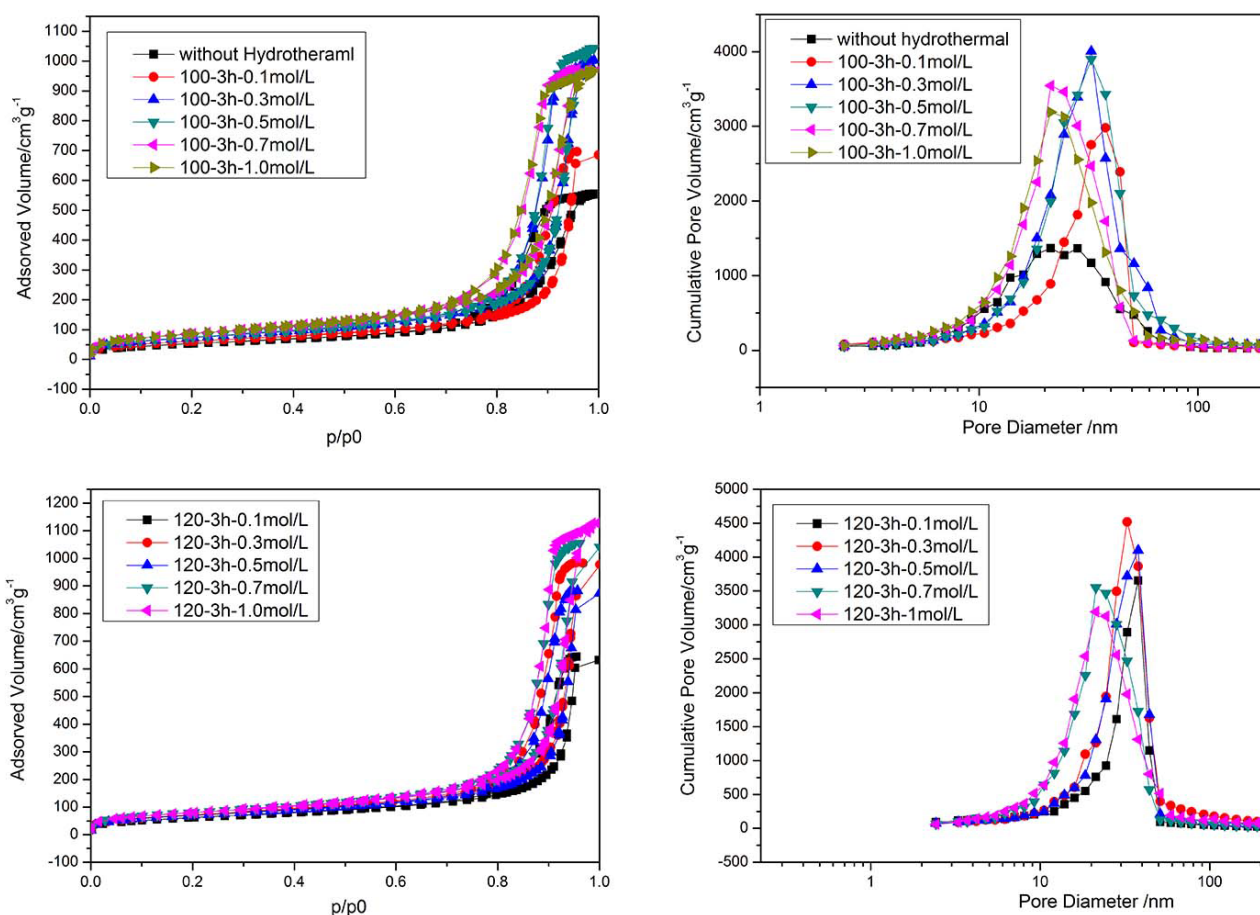 1100
1000
900
800
700
600
500
400
300
200
100
0
-100
Adsorved Volume/cm³g⁻¹
without Hydrotheraml
100-3h-0.1mol/L
100-3h-0.3mol/L
100-3h-0.5mol/L
100-3h-0.7mol/L
100-3h-1.0mol/L
0.0 0.2 0.4 0.6 0.8 1.0
p/p0
4000
3000
2000
1000
0
Cumulative Pore Volume/cm³g⁻¹
without hydrothermal
100-3h-0.1mol/L
100-3h-0.3mol/L
100-3h-0.5mol/L
100-3h-0.7mol/L
100-3h-1.0mol/L
1 10 100
Pore Diameter /nm
1200
1100
1000
900
800
700
600
500
400
300
200
100
0
-100
Adsorved Volume/cm³g⁻¹
120-3h-0.1mol/L
120-3h-0.3mol/L
120-3h-0.5mol/L
120-3h-0.7mol/L
120-3h-1.0mol/L
0.0 0.2 0.4 0.6 0.8 1.0
p/p0
5000
4500
4000
3500
3000
2500
2000
1500
1000
500
0
-500
Cumulative Pore Volume/cm³g⁻¹
120-3h-0.1mol/L
120-3h-0.3mol/L
120-3h-0.5mol/L
120-3h-0.7mol/L
120-3h-1mol/L
1 10 100
Pore Diameter /nm